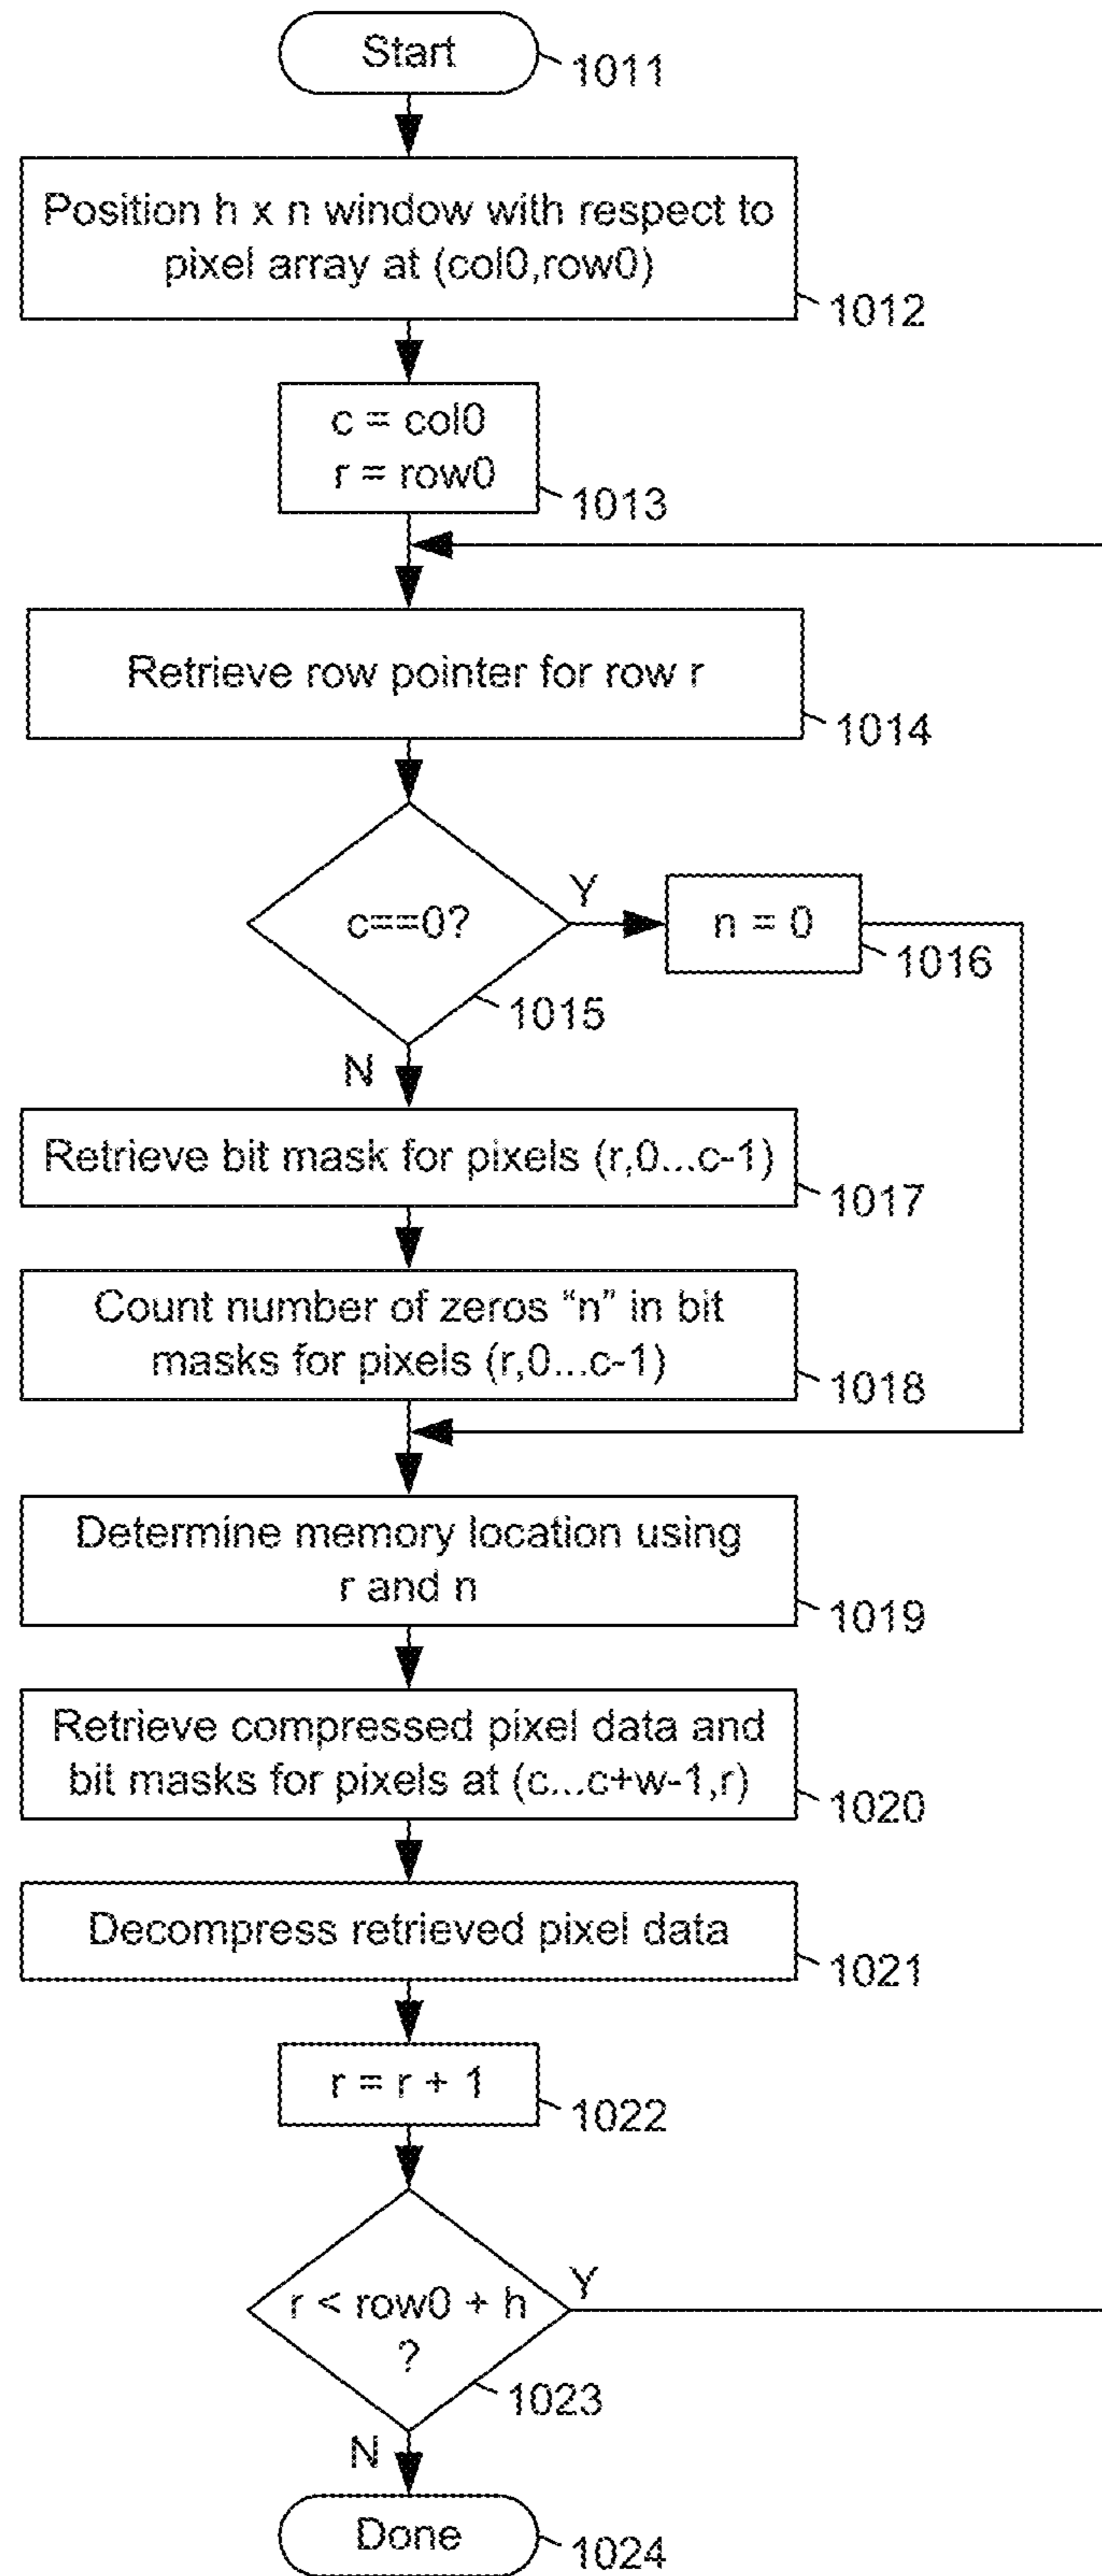 Start
1011
Position h x n window with respect to
pixel array at (col0,row0)
1012
c = col0
r = row0
1013
Retrieve row pointer for row r
1014
c==0?
Y
n = 0
1016
1015
N
Retrieve bit mask for pixels (r,0...c-1)
1017
Count number of zeros “n” in bit
masks for pixels (r,0...c-1)
1018
Determine memory location using
r and n
1019
Retrieve compressed pixel data and
bit masks for pixels at (c...c+w-1,r)
1020
Decompress retrieved pixel data
1021
r = r + 1
1022
r < row0 + h
?
Y
1023
N
Done
1024